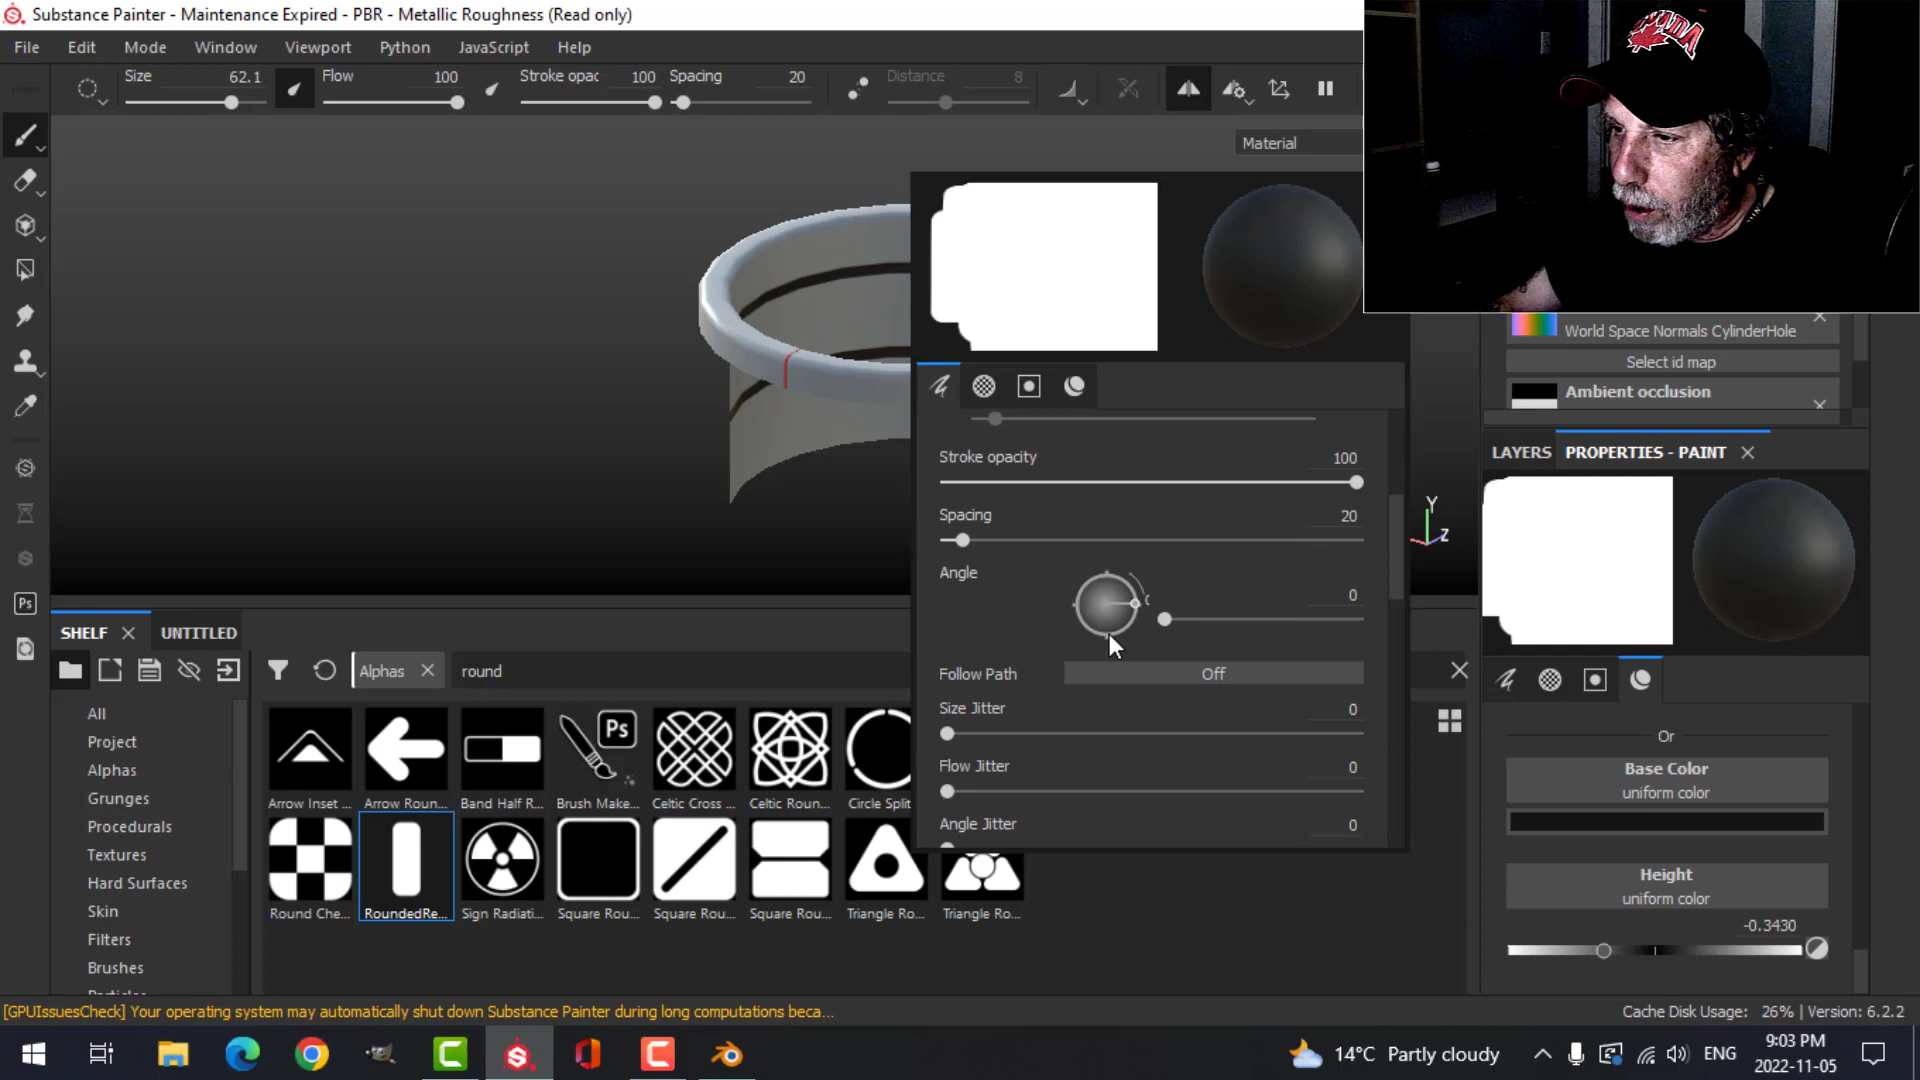 Substance Painter - Maintenance Expired - PBR - Metallic Roughness (Read only)
File Edit Mode Window Viewport Python JavaScript Help
Size 62.1 Flow 100 Stroke opac 100 Spacing 20 Distance 8
Material
World Space Normals CylinderHole
Select id map
Ambient occlusion
LAYERS PROPERTIES - PAINT
Stroke opacity 100
Spacing 20
Angle 0
Follow Path Off
Size Jitter 0
Flow Jitter 0
Angle Jitter 0
Y
Z
SHELF UNTITLED
Alphas round
All
Project
Alphas
Grunges
Procedurals
Textures
Hard Surfaces
Skin
Filters
Brushes
Ps
Arrow Inset ... Arrow Roun... Band Half R... Brush Make... Celtic Cross ... Celtic Roun... Circle Split
Round Che... RoundedRe... Sign Radiati... Square Rou... Square Rou... Square Rou... Triangle Ro... Triangle Ro...
Or
Base Color
uniform color
Height
uniform color
-0.3430
[GPUIssuesCheck] Your operating system may automatically shut down Substance Painter during long computations beca...
Cache Disk Usage: 26% | Version: 6.2.2
14°C Partly cloudy ENG 9:03 PM
2022-11-05